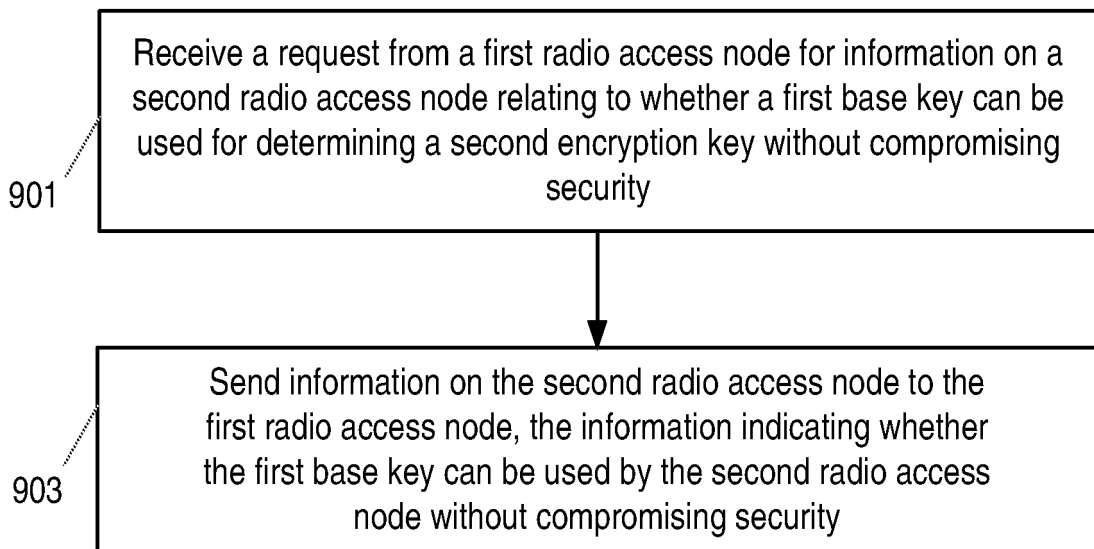 Receive a request from a first radio access node for information on a
second radio access node relating to whether a first base key can be
used for determining a second encryption key without compromising
security
901
Send information on the second radio access node to the
first radio access node, the information indicating whether
the first base key can be used by the second radio access
node without compromising security
903